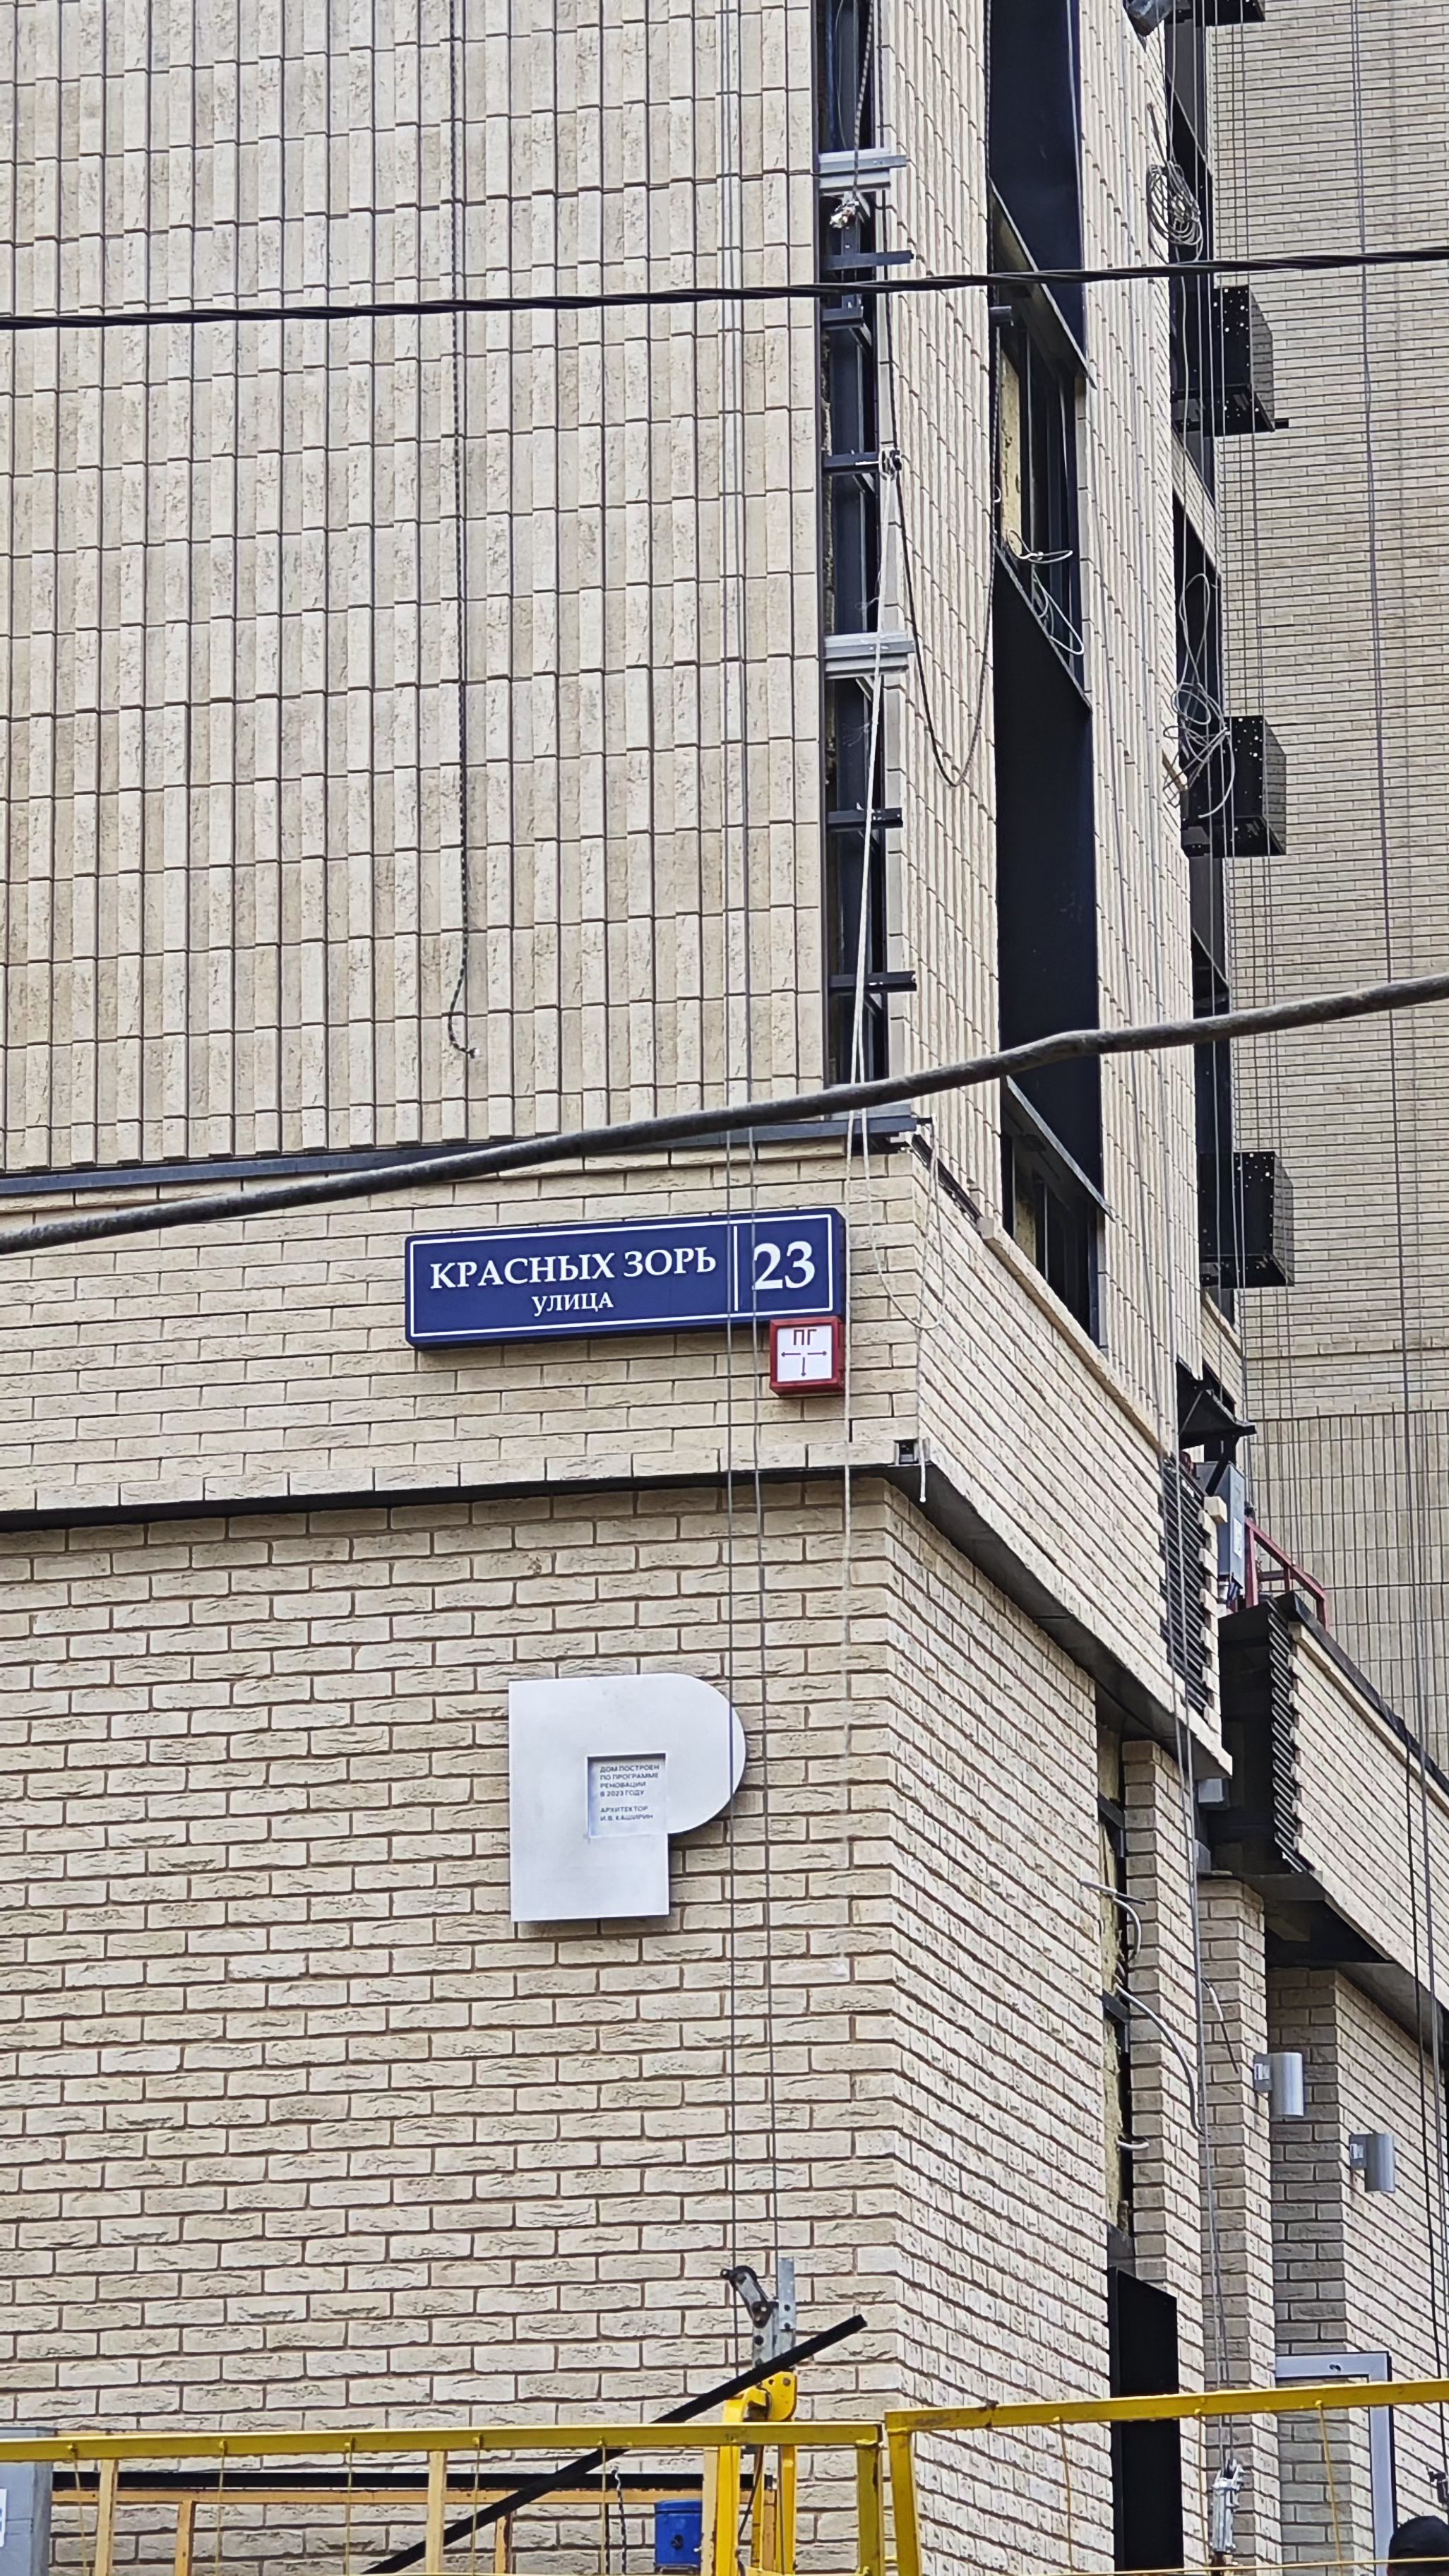 КРАСНЫХ ЗОРЬ
УЛИЦА
23
ПГ
ДОМ ПОСТРОЕН
ПО ПРОГРАММЕ
РЕНОВАЦИИ
В 2023 ГОДУ
АРХИТЕКТОР
И.В. КАШИРИН